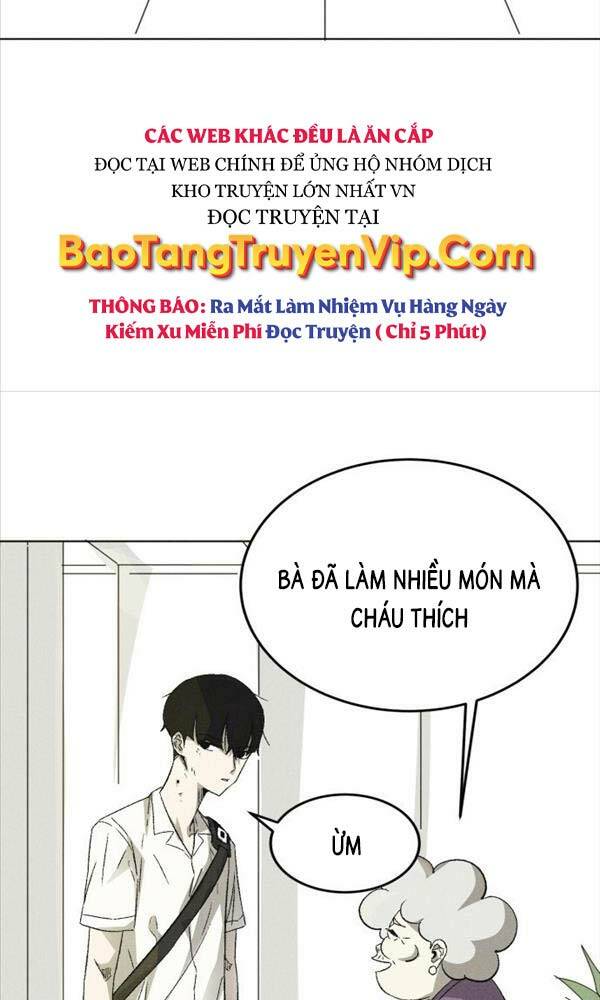 CÁC WEB KHÁC ĐỀU LÀ ĂN CẮP
ĐỌC TẠI WEB CHÍNH ĐỂ ỦNG HỘ NHÓM DỊCH
KHO TRUYỆN LỚN NHẤT VN
ĐỌC TRUYỆN TẠI
BaoTangTruyenVip.Com
THÔNG BÁO: Ra Mắt Làm Nhiệm Vụ Hàng Ngày
Kiếm Xu Miễn Phí Đọc Truyện ( Chỉ 5 Phút)
BÀ ĐÃ LÀM NHIỀU MÓN MÀ
CHÁU THÍCH
ỪM